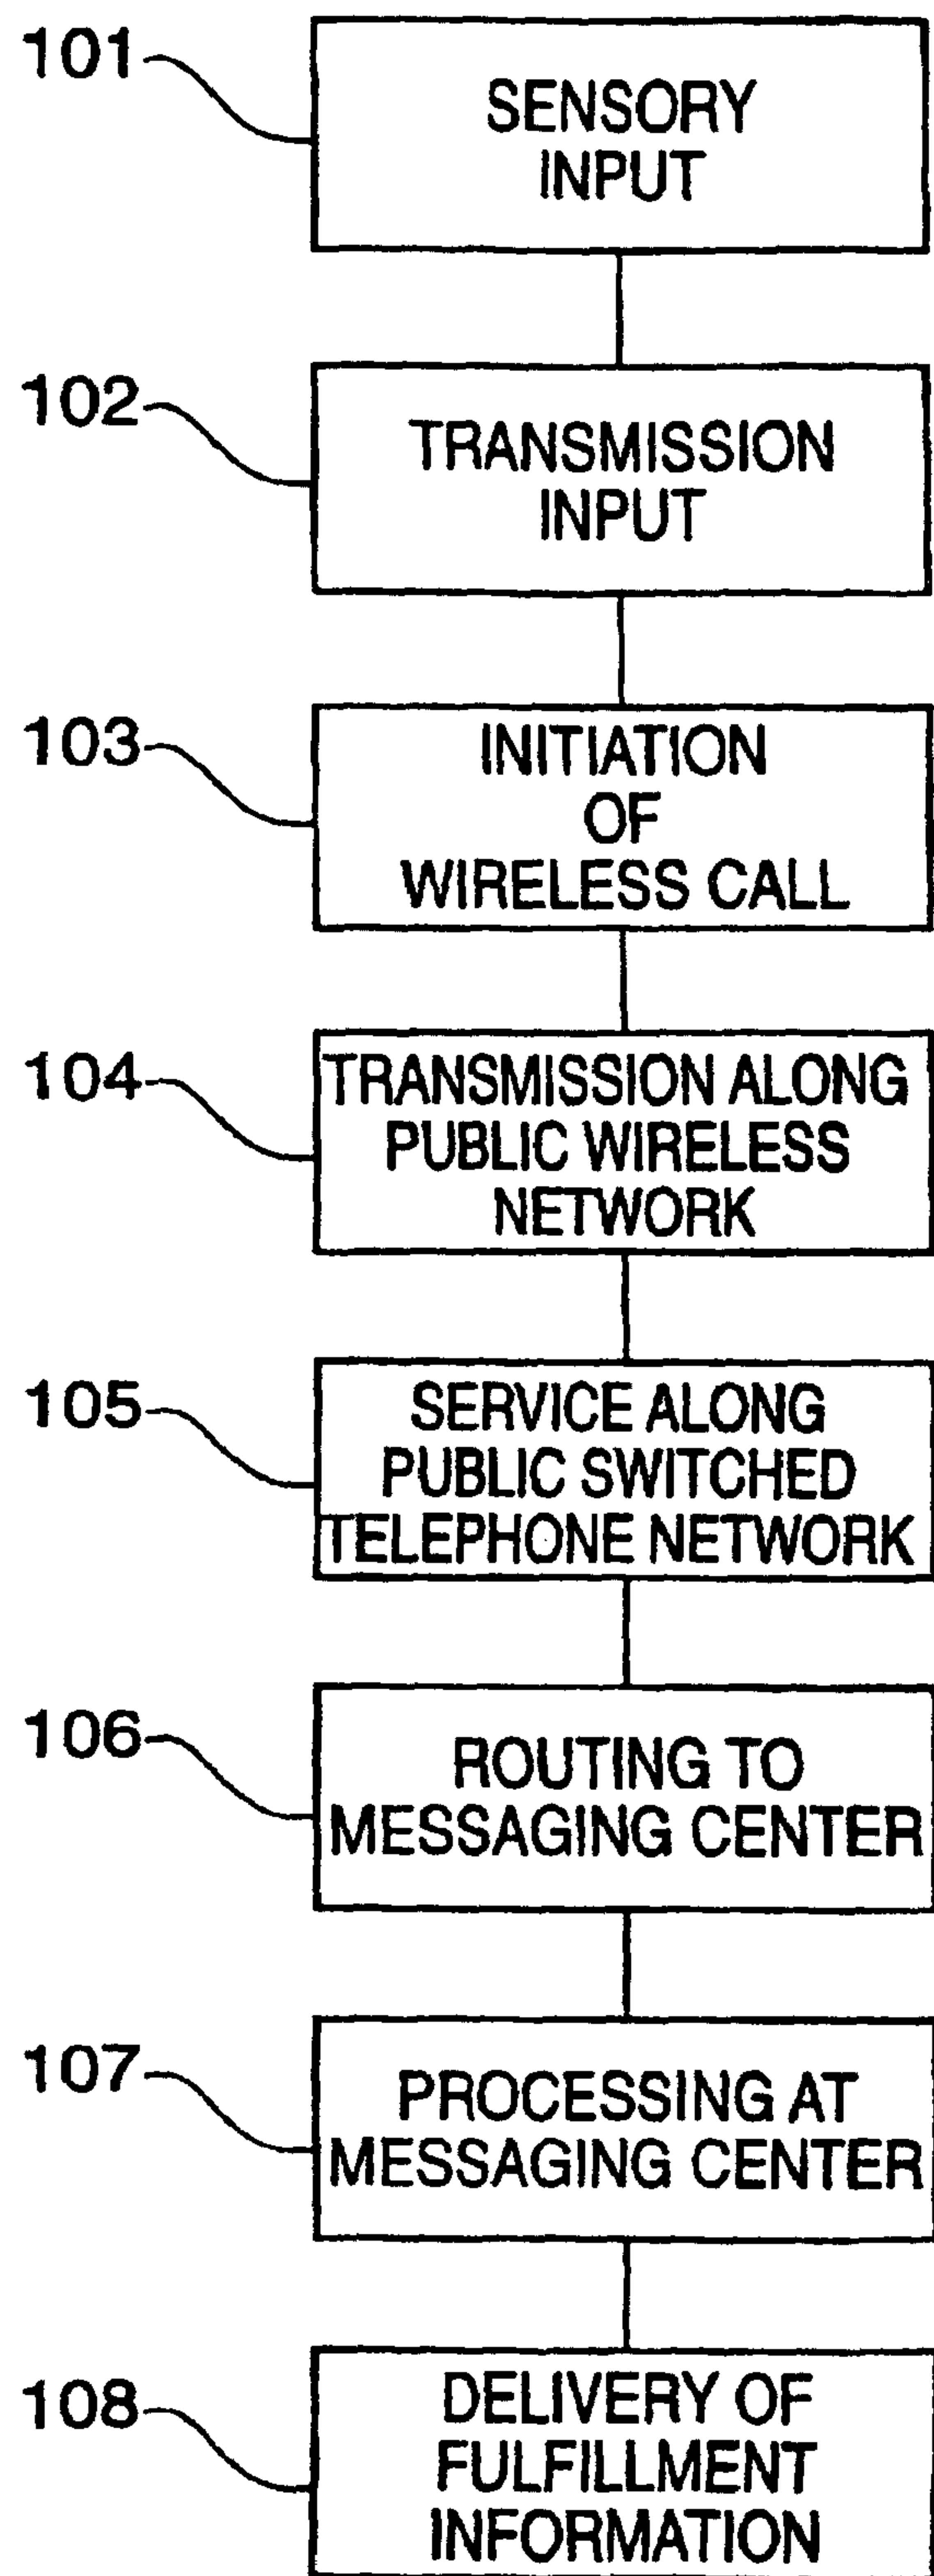 101
SENSORY
INPUT
102
TRANSMISSION
INPUT
103
INITIATION
OF
WIRELESS CALL
104
TRANSMISSION ALONG
PUBLIC WIRELESS
NETWORK
105
SERVICE ALONG
PUBLIC SWITCHED
TELEPHONE NETWORK
106
ROUTING TO
MESSAGING CENTER
107
PROCESSING AT
MESSAGING CENTER
108
DELIVERY OF
FULFILLMENT
INFORMATION